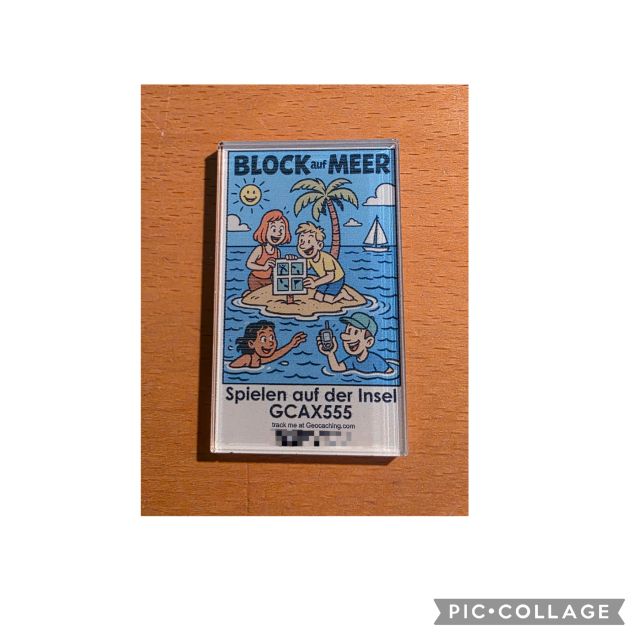 BLOCK auf MEER
Spielen auf der Insel
GCAX555
track me at Geocaching.com
PIC•COLLAGE